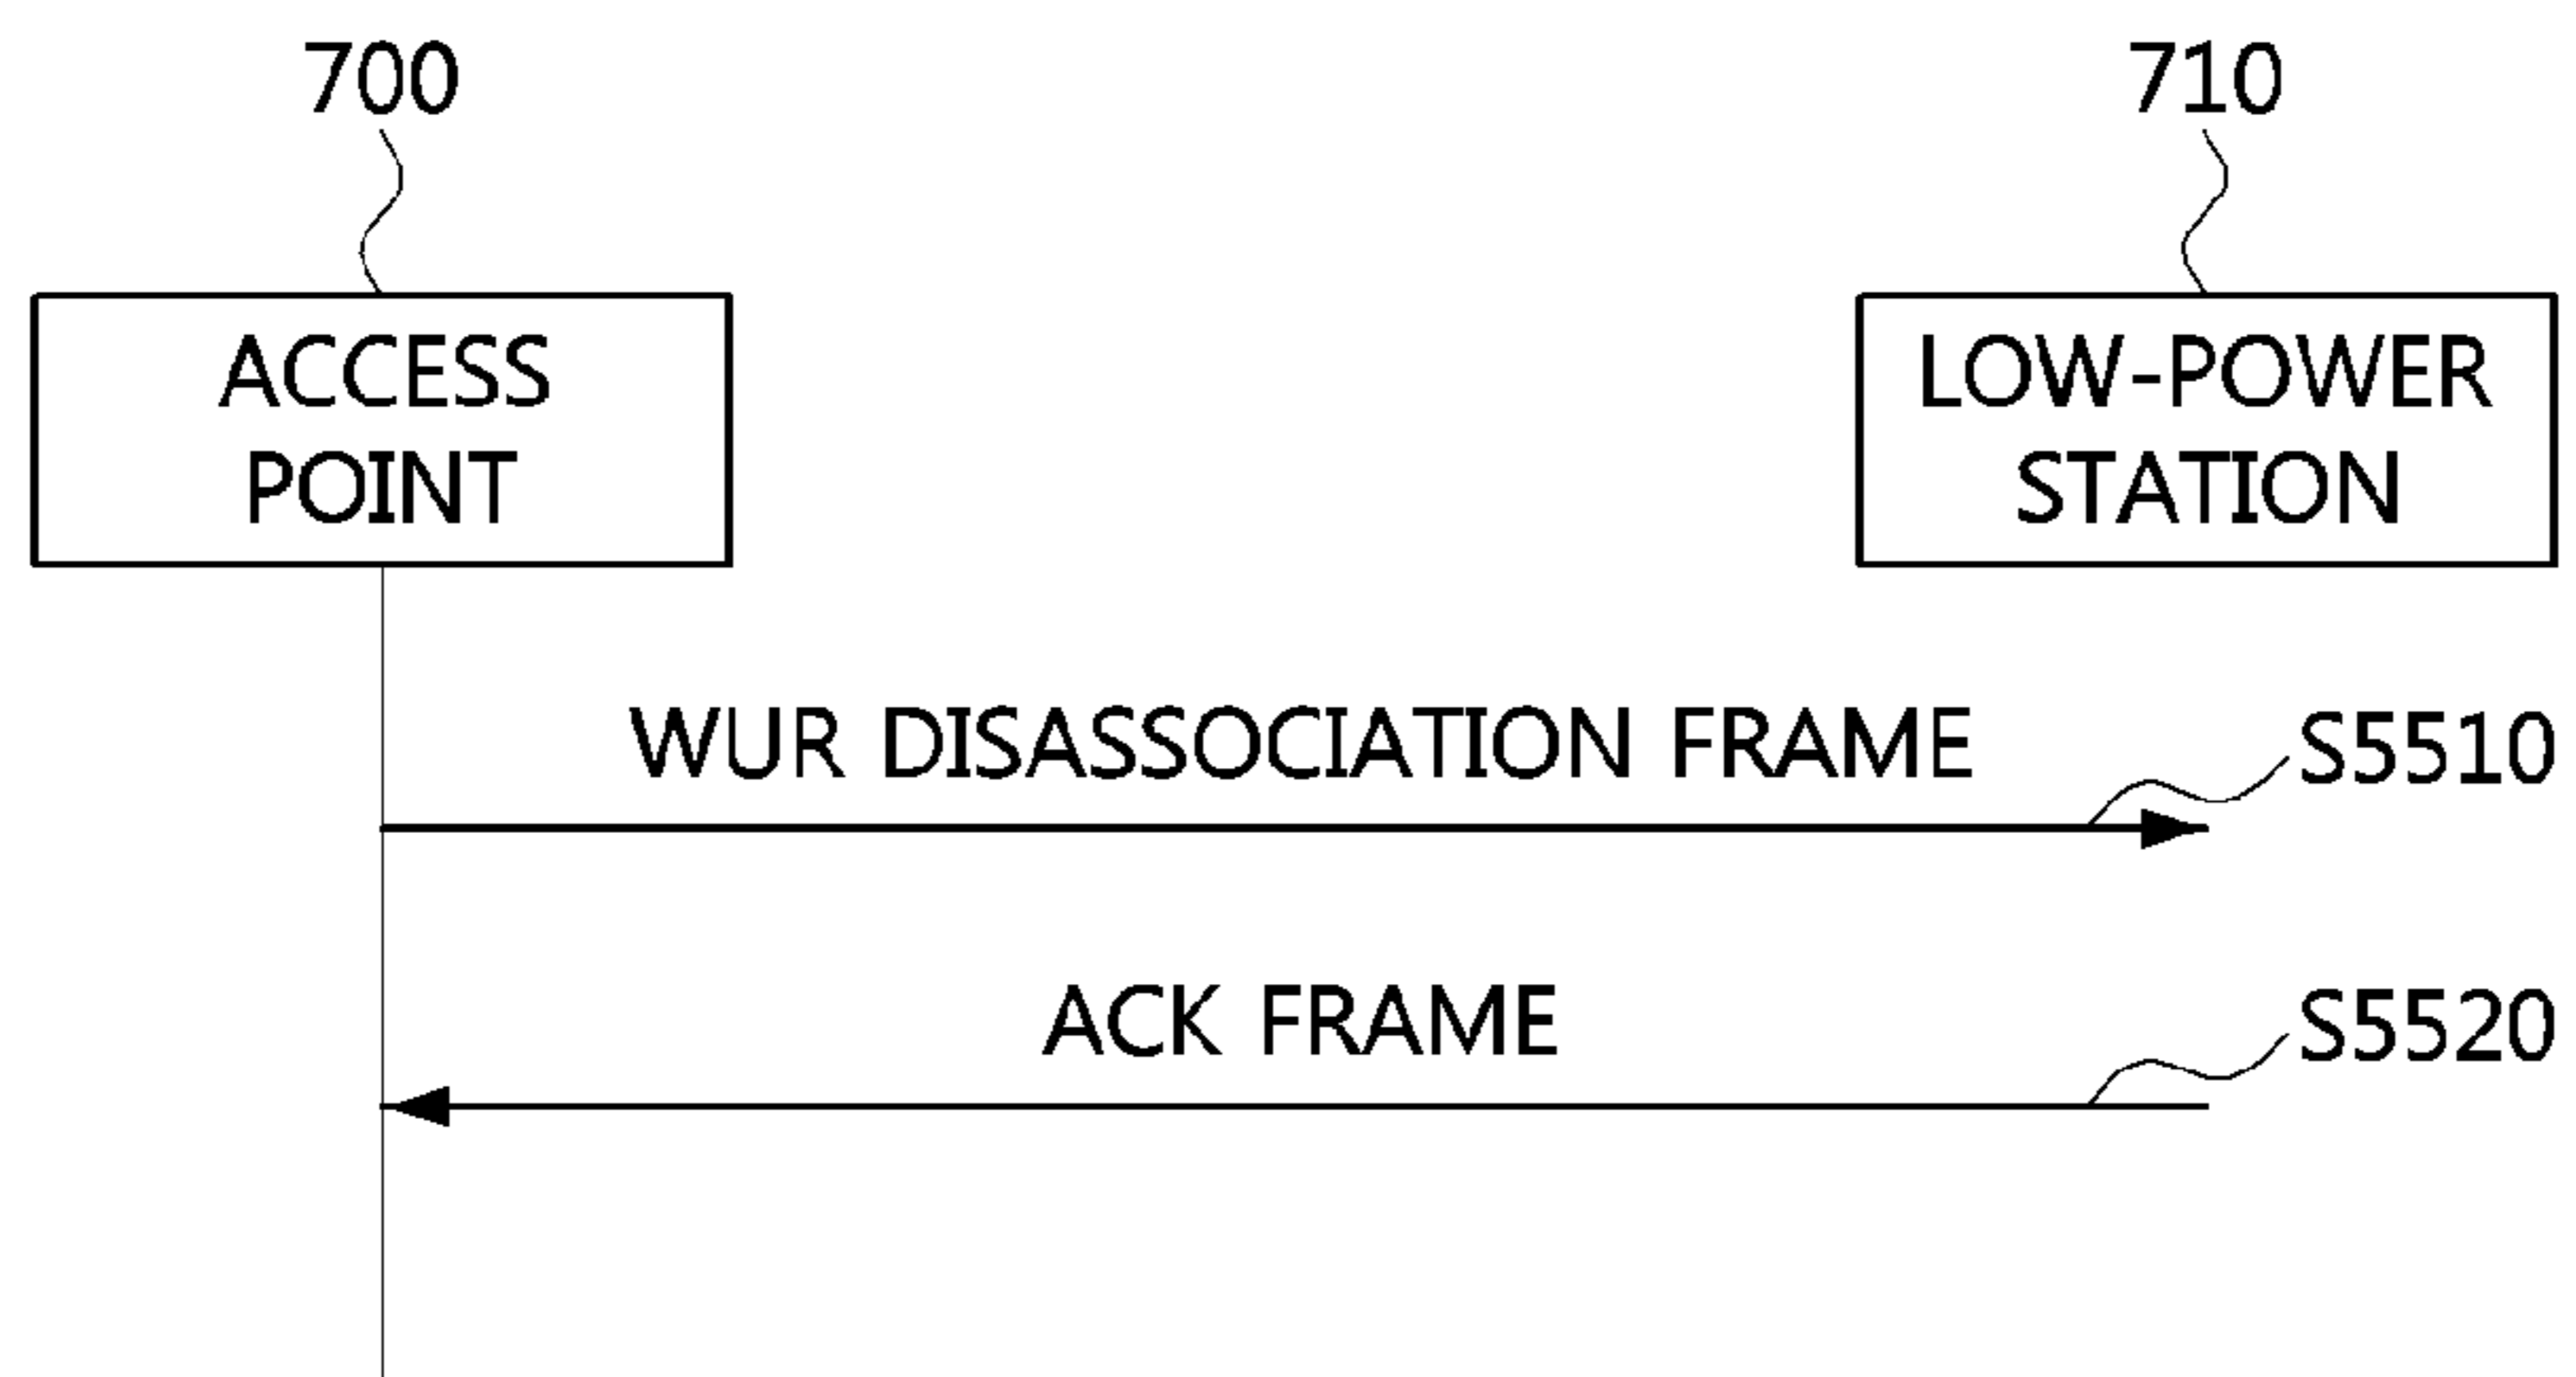 700
710
ACCESS
POINT
LOW-POWER
STATION
WUR DISASSOCIATION FRAME
S5510
ACK FRAME
S5520